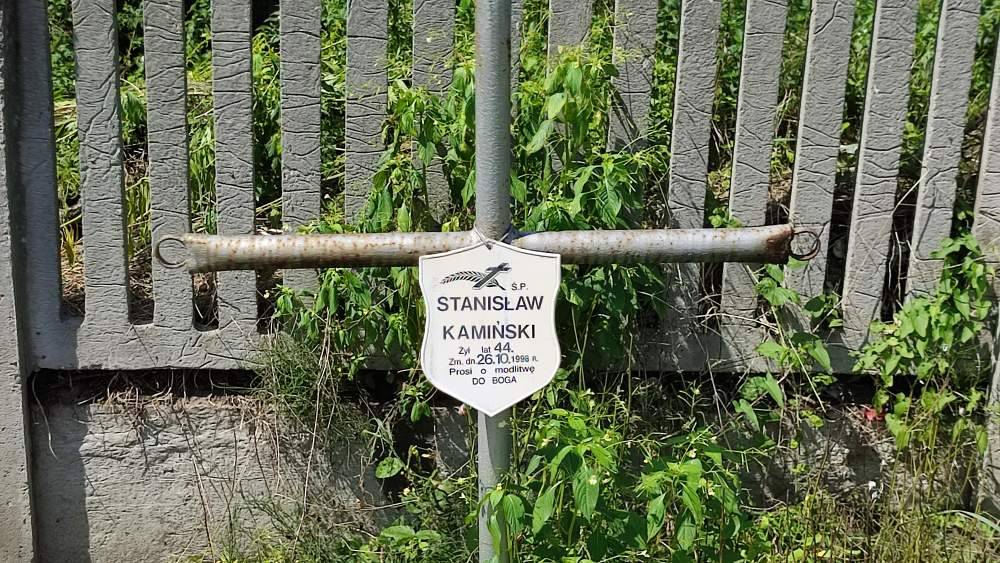 Ś.P.
STANISŁAW
KAMIŃSKI
Żył lat 44.
Zm. dn. 26.10.1998 r.
Prosi o modlitwę
DO BOGA